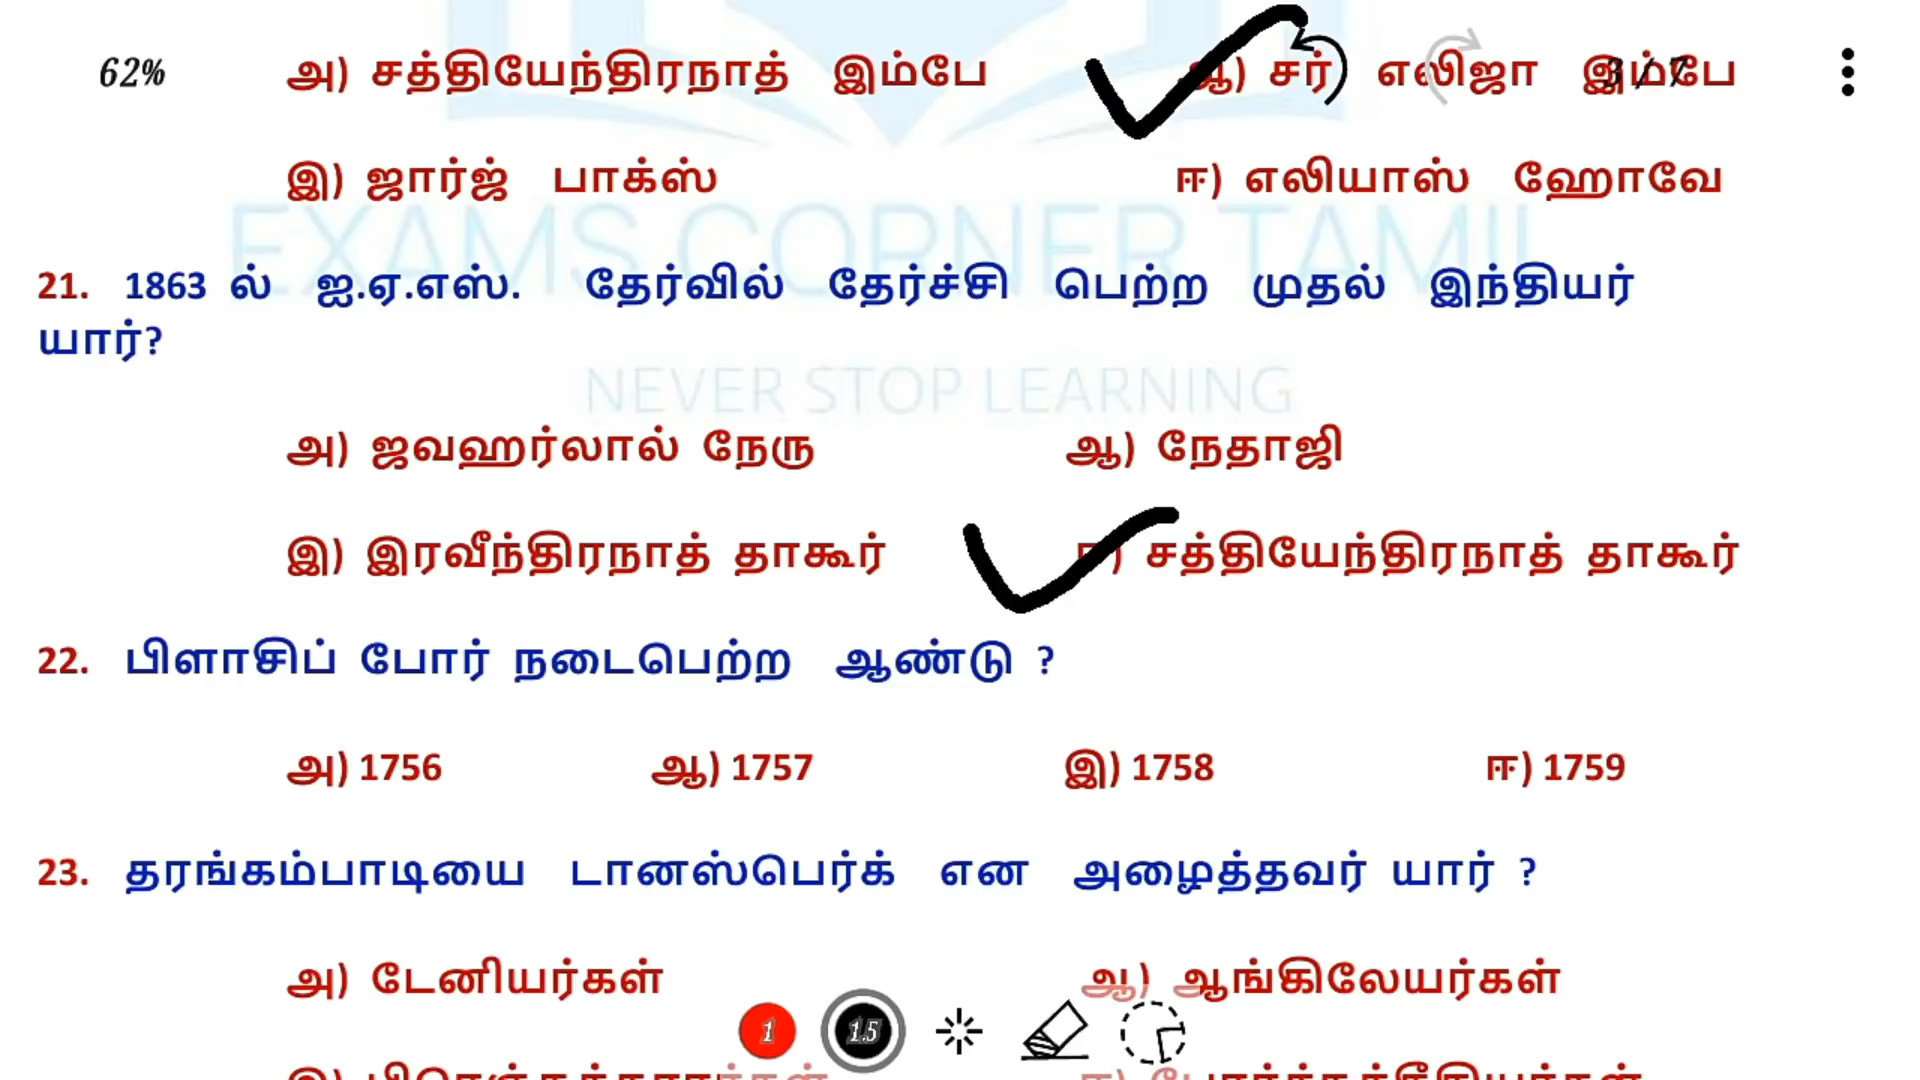 62%
அ) சத்தியேந்திரநாத் இம்பே ஆ) சர் எலிஜா இம்பே 3 / 7
இ) ஜார்ஜ் பாக்ஸ் ஈ) எலியாஸ் ஹோவே
EXAMS CORNER TAMIL
21. 1863 ல் ஐ.ஏ.எஸ். தேர்வில் தேர்ச்சி பெற்ற முதல் இந்தியர்
யார்?
NEVER STOP LEARNING
அ) ஜவஹர்லால் நேரு ஆ) நேதாஜி
இ) இரவீந்திரநாத் தாகூர் ஈ) சத்தியேந்திரநாத் தாகூர்
22. பிளாசிப் போர் நடைபெற்ற ஆண்டு ?
அ) 1756 ஆ) 1757 இ) 1758 ஈ) 1759
23. தரங்கம்பாடியை டானஸ்பெர்க் என அழைத்தவர் யார் ?
அ) டேனியர்கள் ஆ) ஆங்கிலேயர்கள்
1 1.5